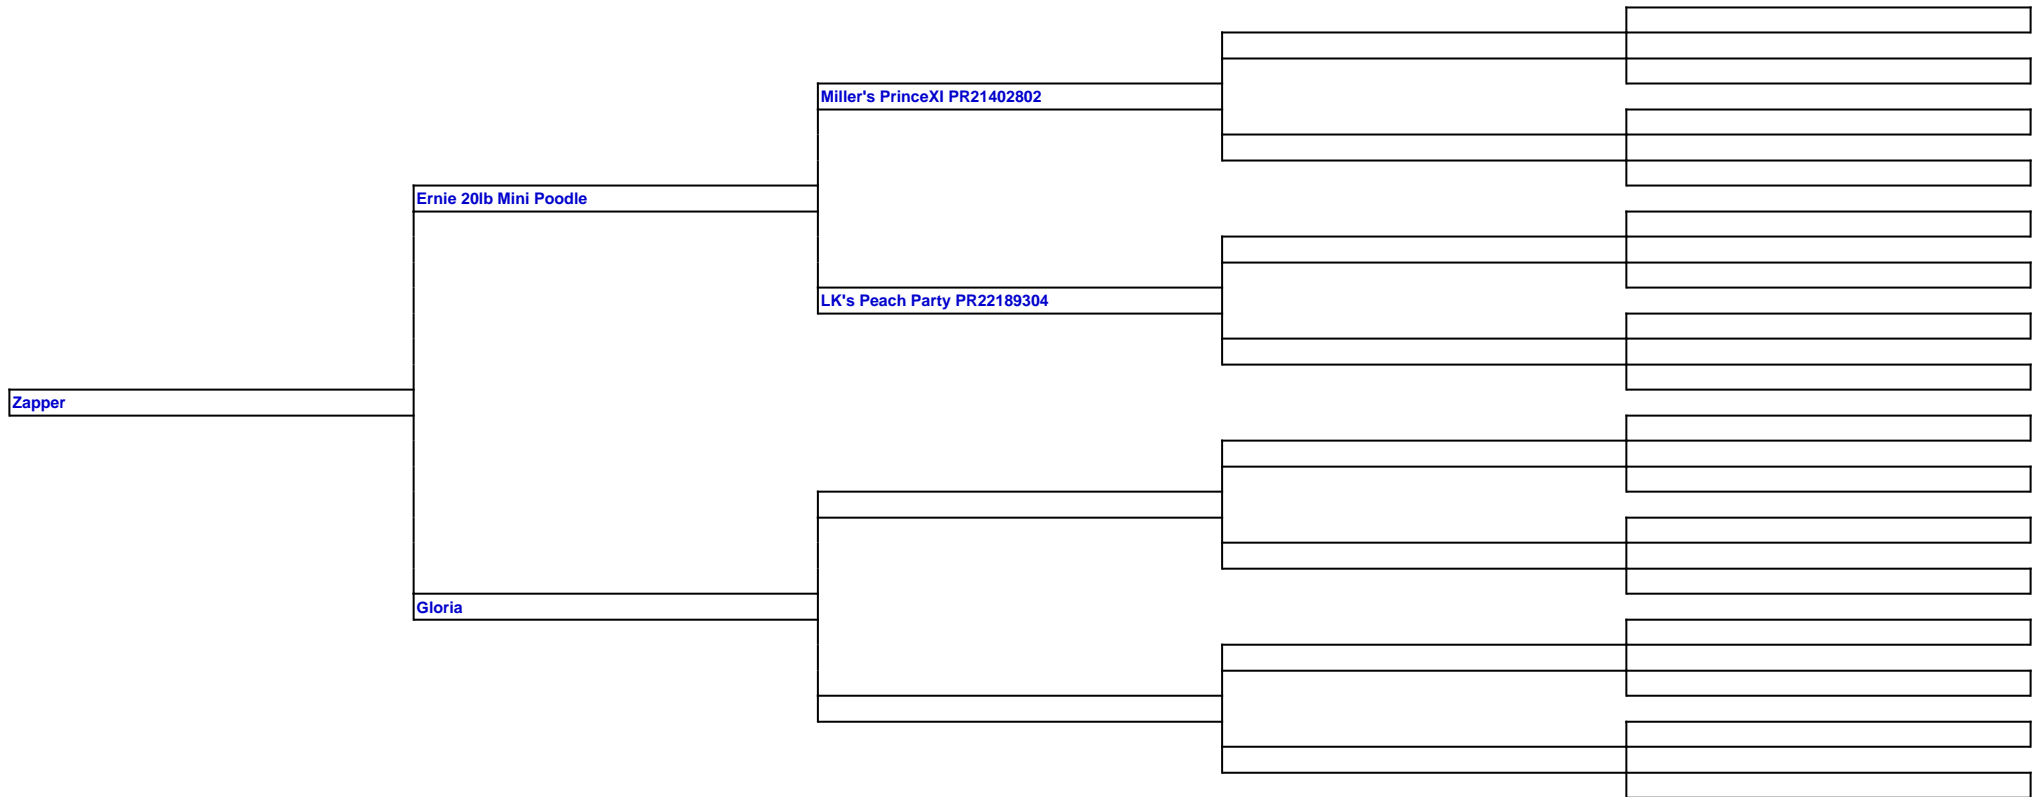 Miller's PrinceXI PR21402802
Ernie 20lb Mini Poodle
LK's Peach Party PR22189304
Zapper
Gloria